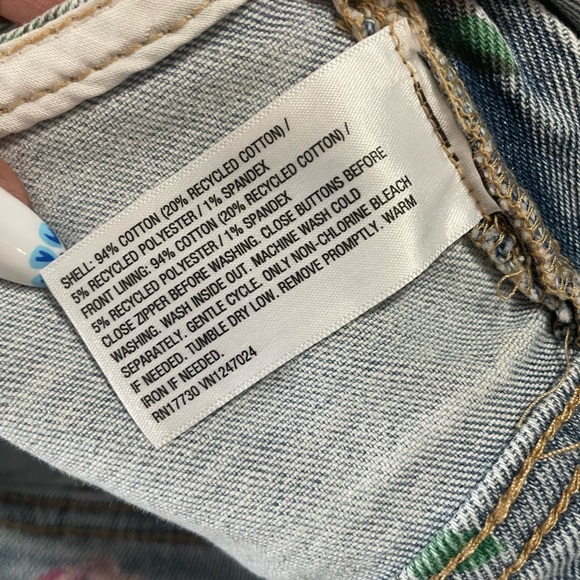 SHELL: 94% COTTON (20% RECYCLED COTTON) /
5% RECYCLED POLYESTER / 1% SPANDEX
FRONT LINING: 94% COTTON (20% RECYCLED COTTON) /
5% RECYCLED POLYESTER / 1% SPANDEX
CLOSE ZIPPER BEFORE WASHING. CLOSE BUTTONS BEFORE
WASHING. WASH INSIDE OUT. MACHINE WASH COLD
SEPARATELY. GENTLE CYCLE. ONLY NON-CHLORINE BLEACH
IF NEEDED. TUMBLE DRY LOW. REMOVE PROMPTLY. WARM
IRON IF NEEDED.
RN17730 VN1247024